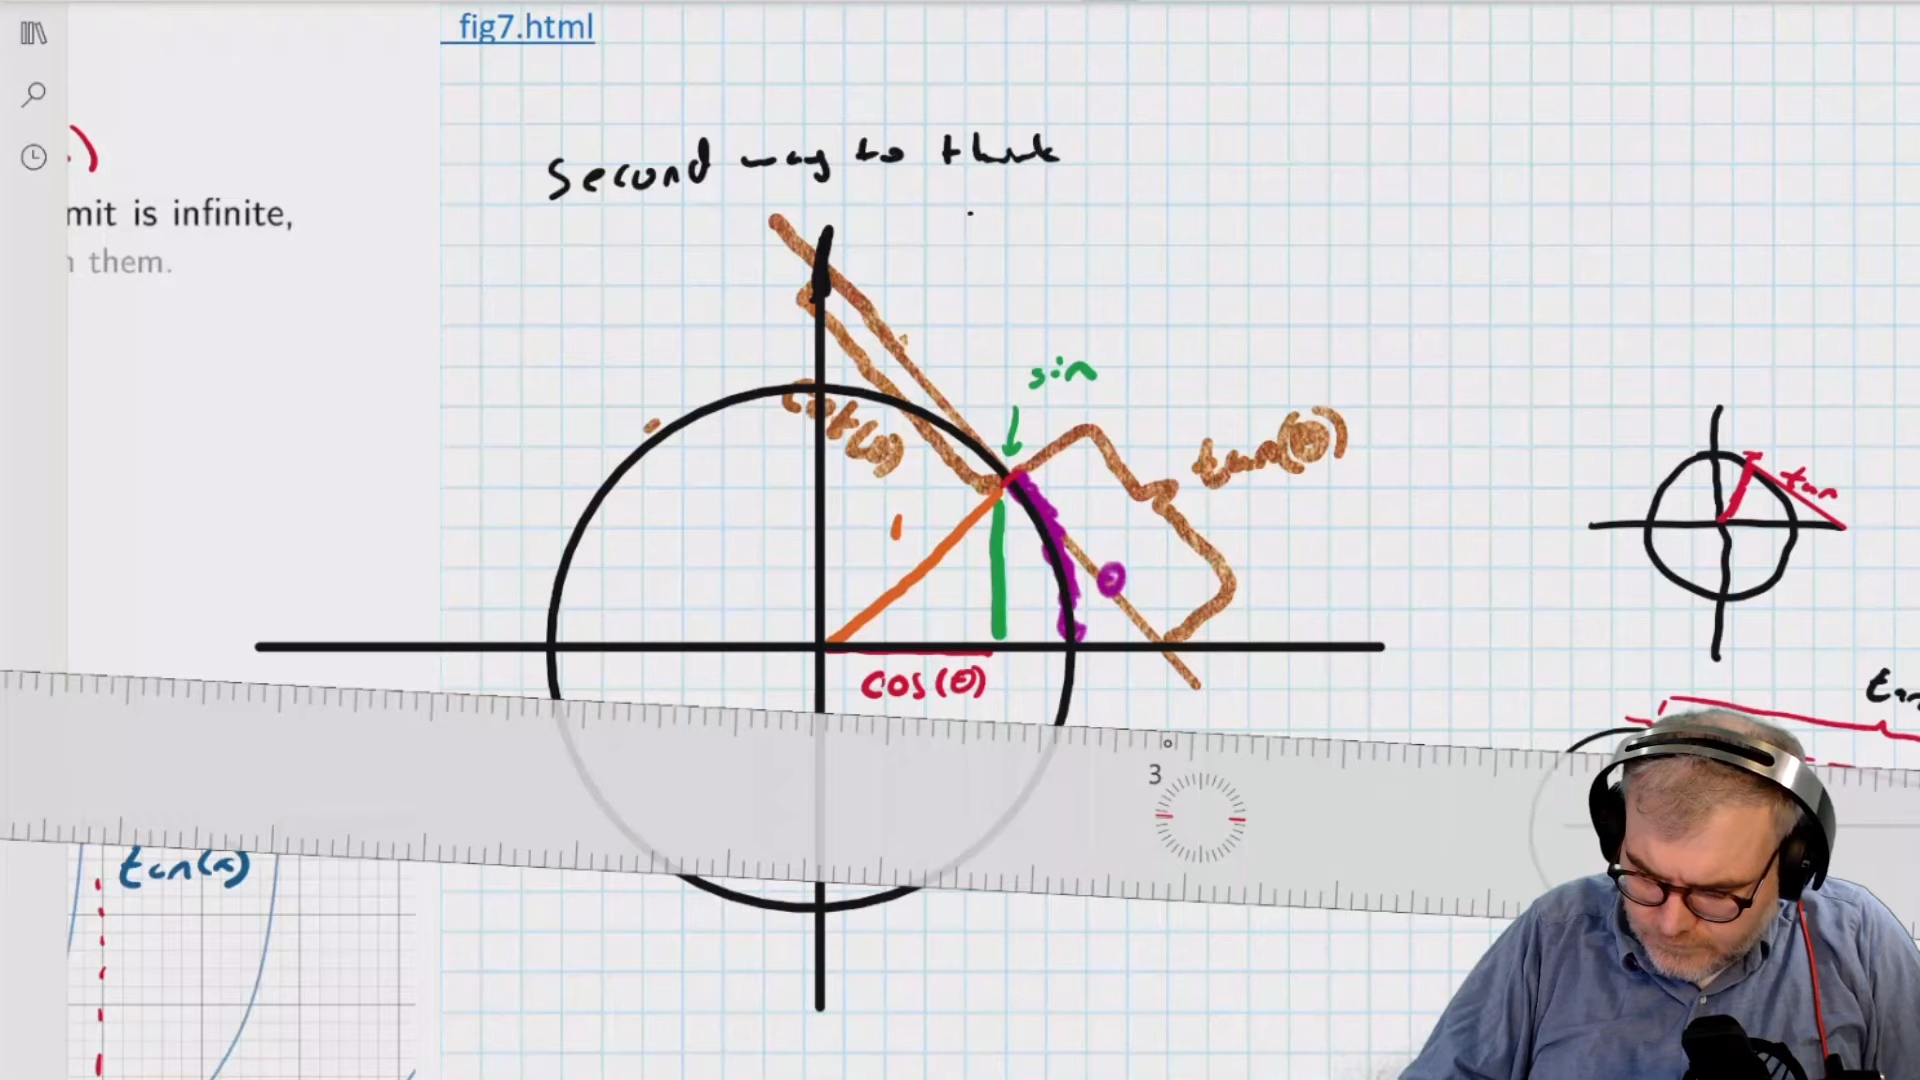 fig7.html
second way to think
mit is infinite,
them.
sin
cot(θ)
tan(θ)
tan
1
θ
cos(θ)
3
tan(x)